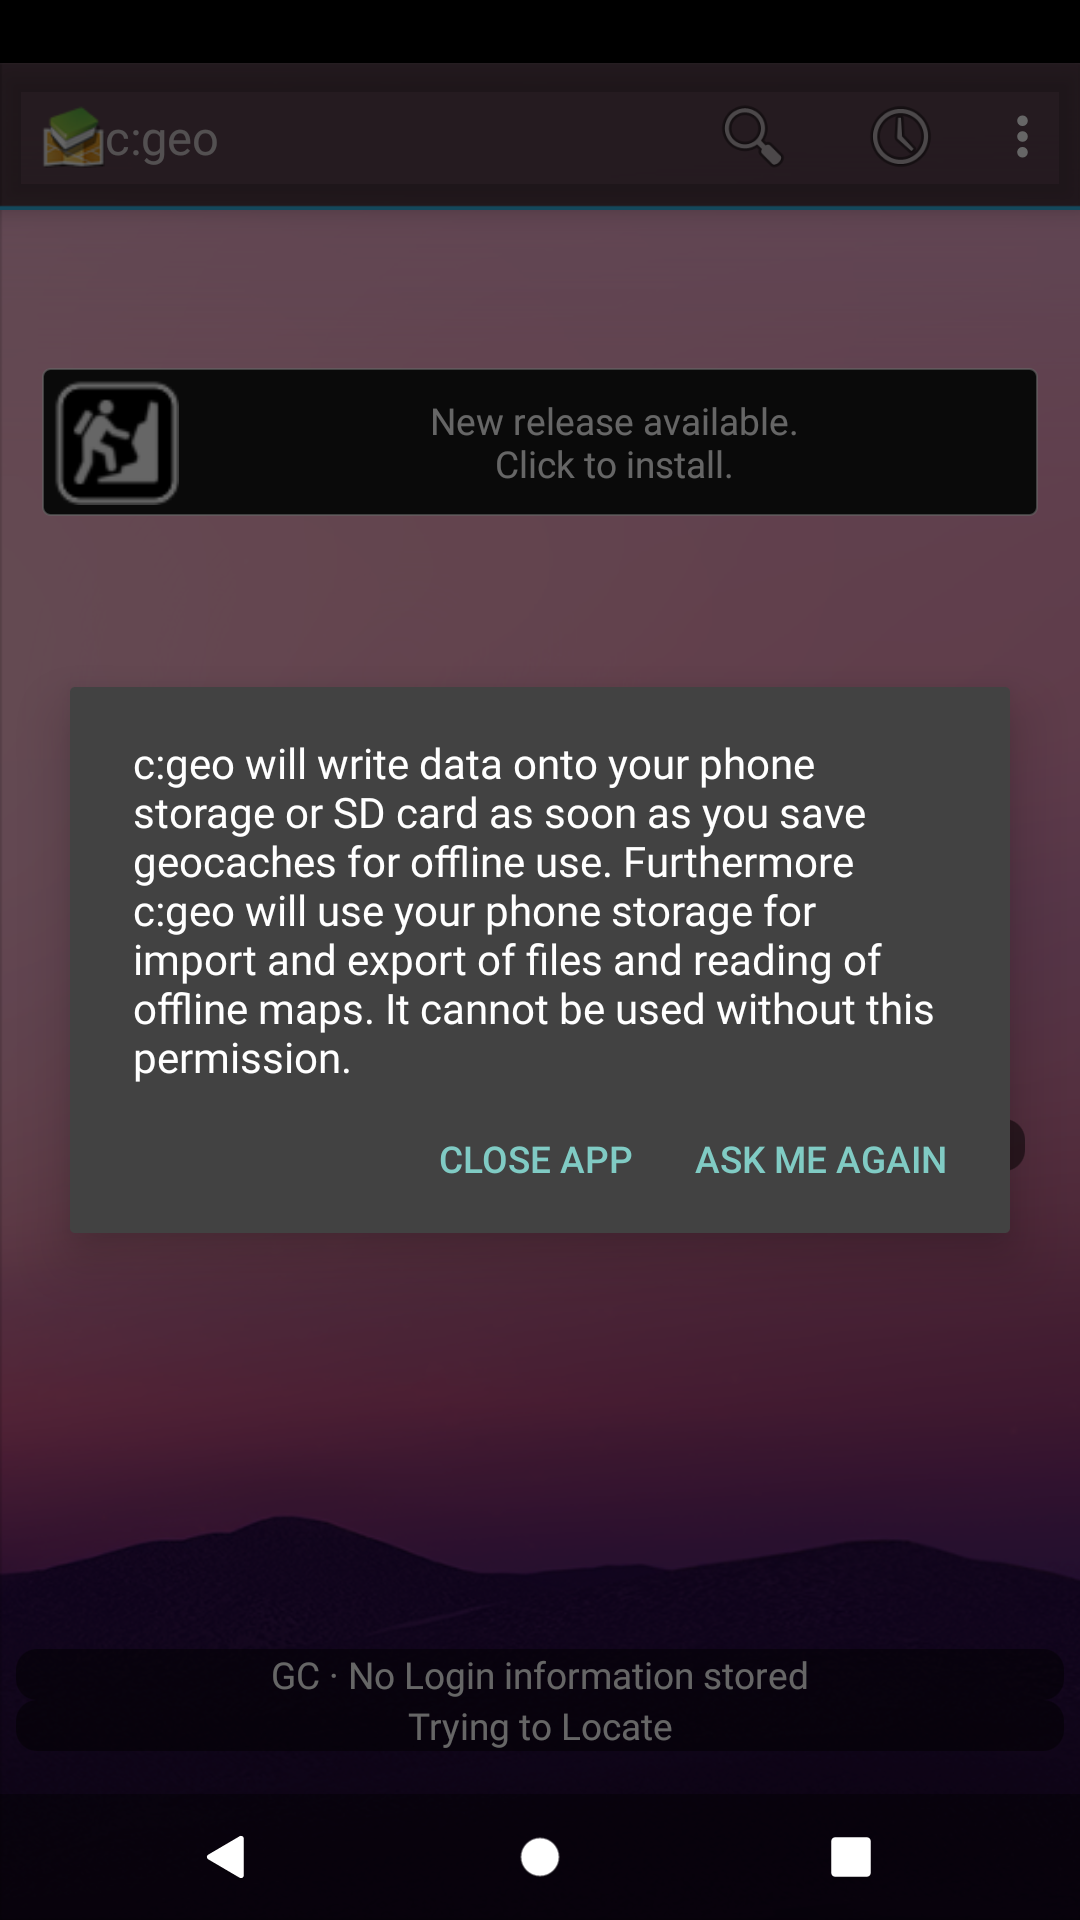 c:geo
New release available.
Click to install.
c:geo will write data onto your phone
storage or SD card as soon as you save
geocaches for offline use. Furthermore
c:geo will use your phone storage for
import and export of files and reading of
offline maps. It cannot be used without this
permission.
CLOSE APP ASK ME AGAIN
GC · No Login information stored
Trying to Locate